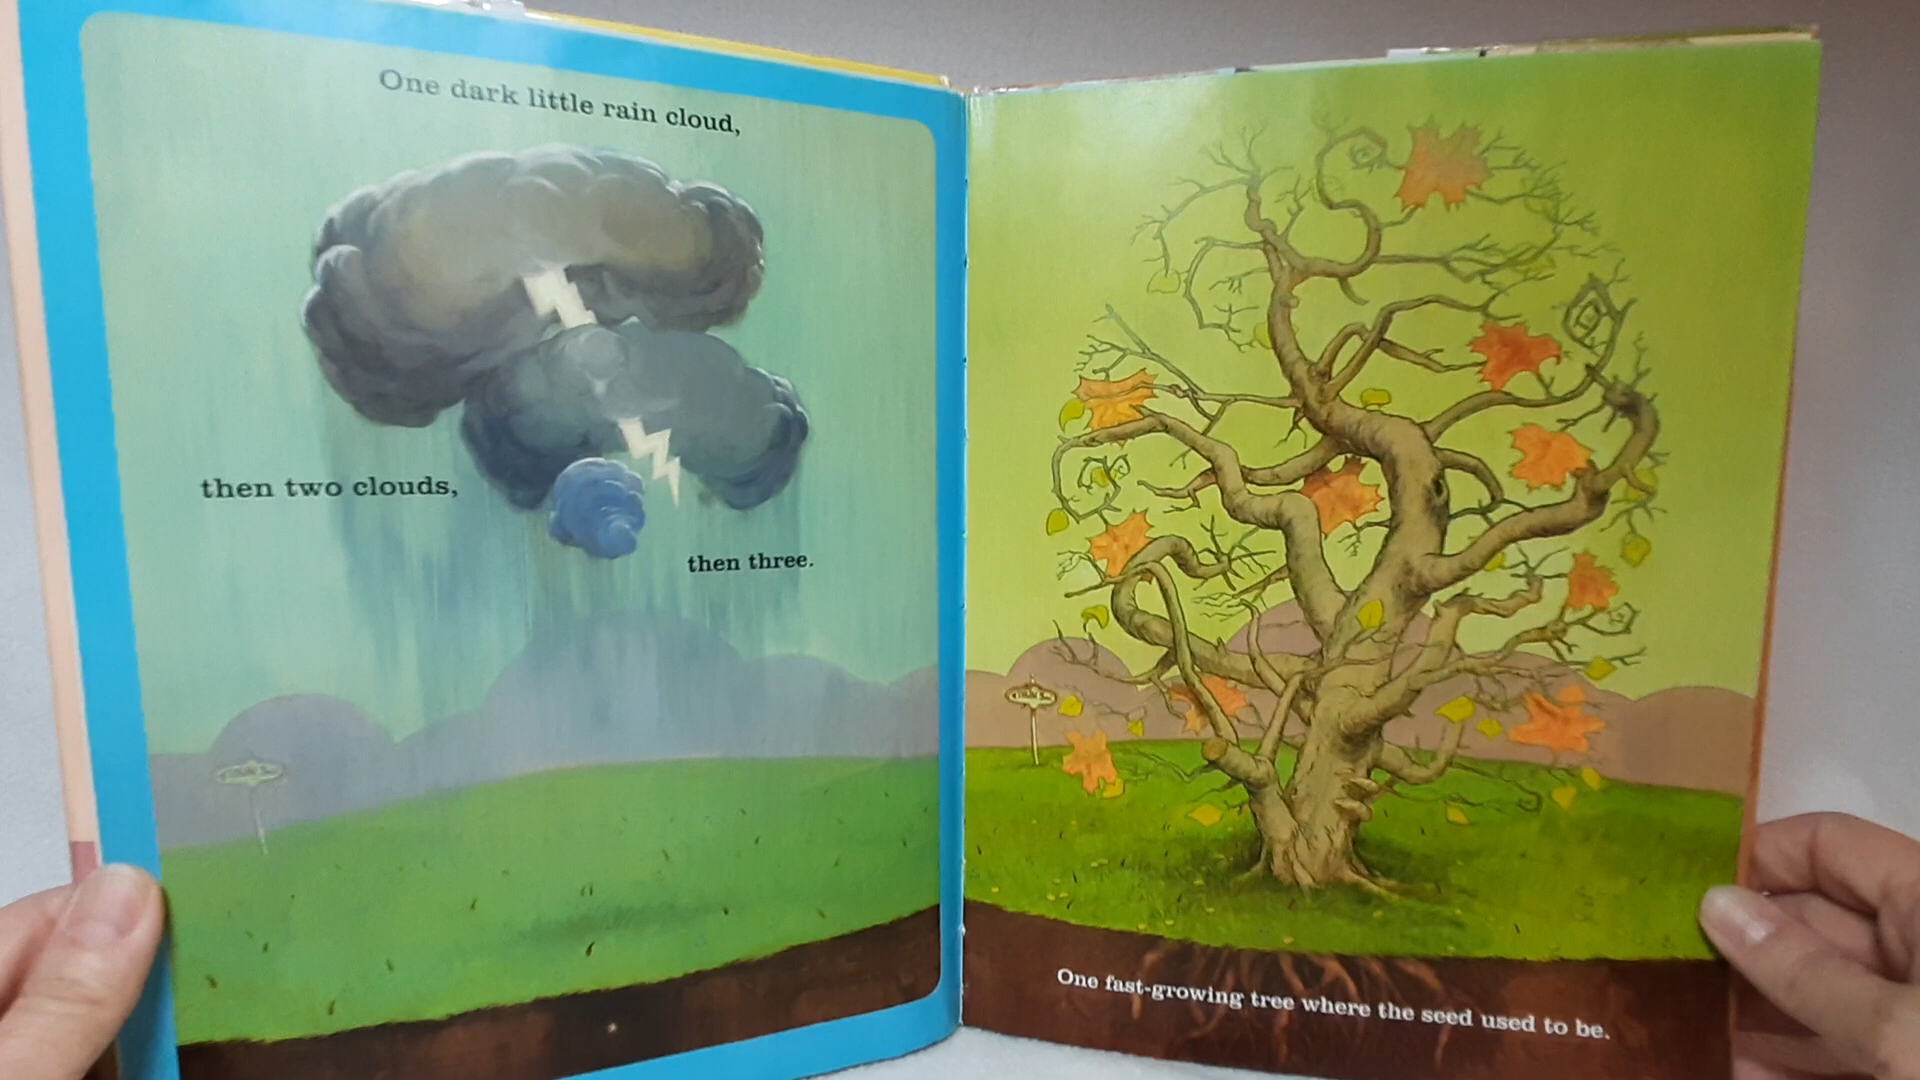 One dark little rain cloud,
then two clouds,
then three.
One fast-growing tree where the seed used to be.